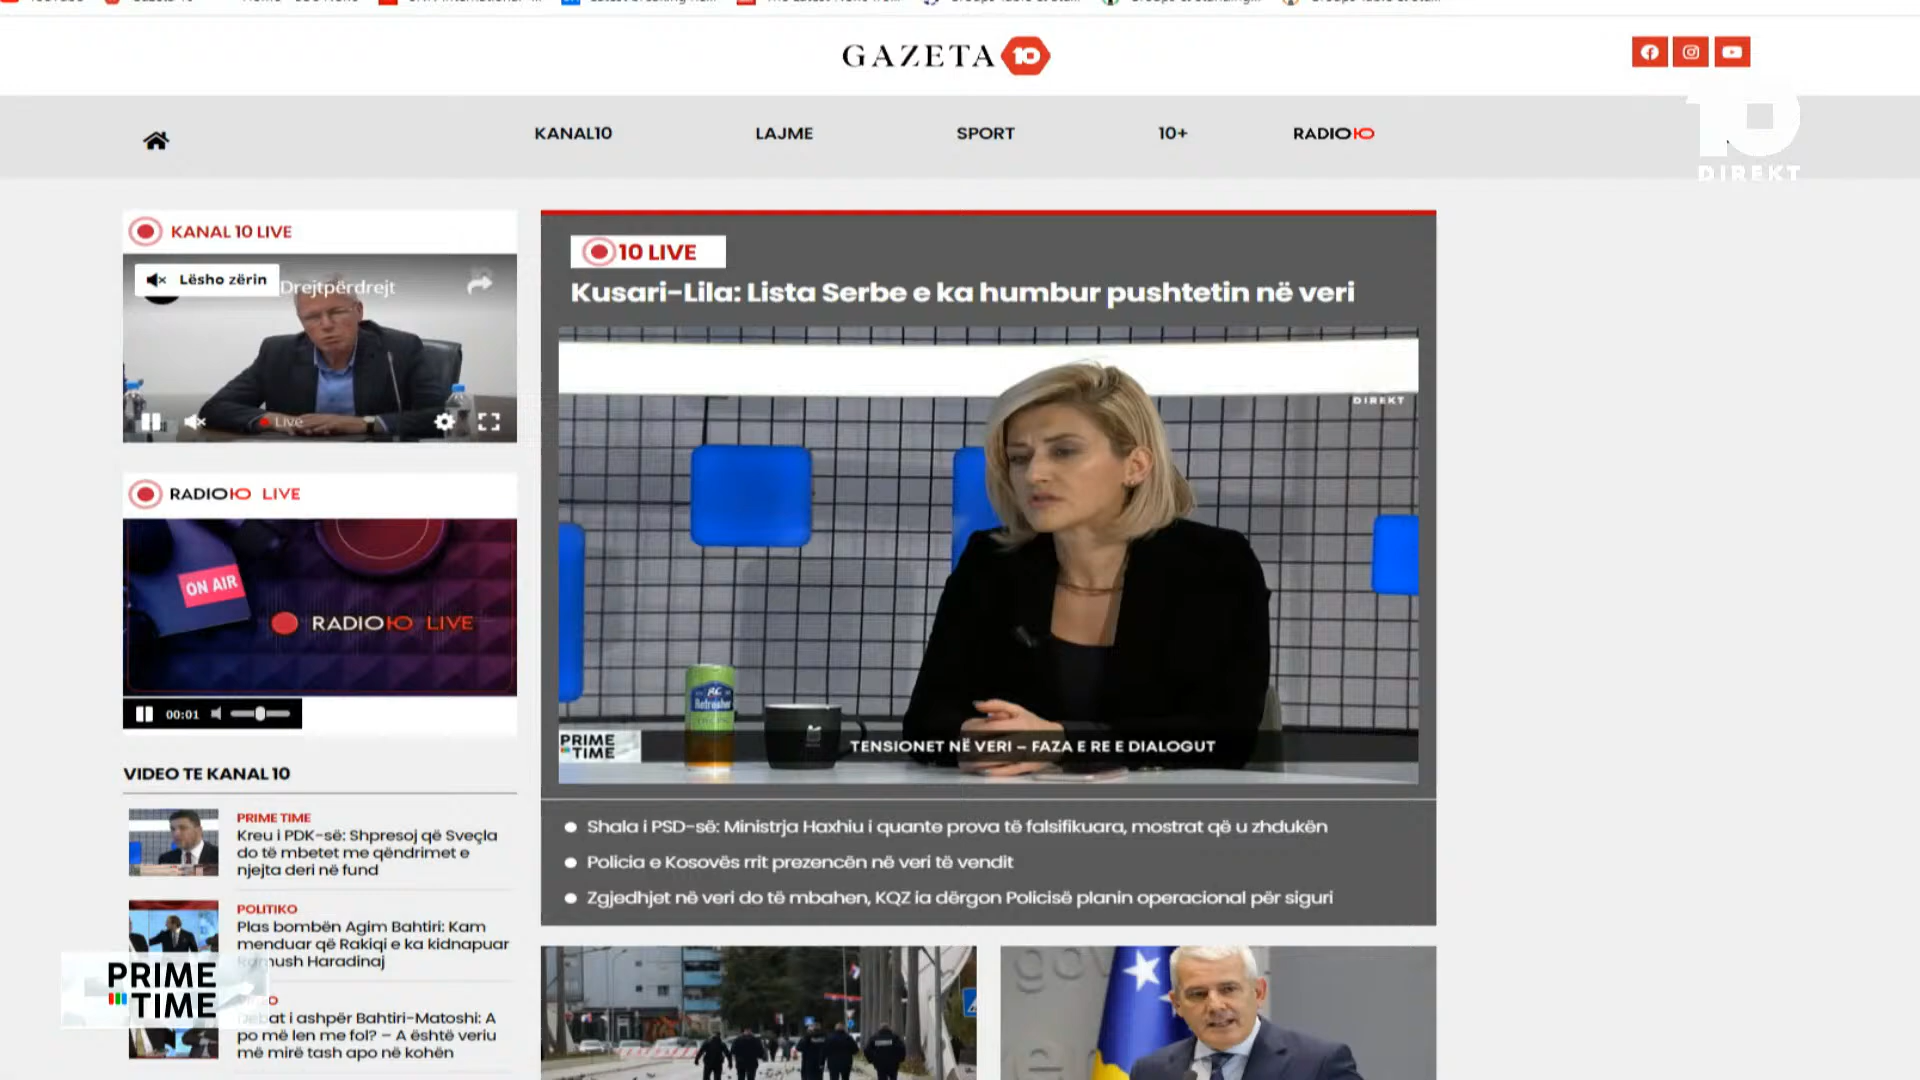 GAZETA 10
KANAL10
LAJME
SPORT
10+
RADIO10
10
DIREKT
KANAL 10 LIVE
Lësho zërin
Drejtpërdrejt
Live
RADIO10 LIVE
ON AIR
RADIO10 LIVE
00:01
VIDEO TE KANAL 10
PRIME TIME
Kreu i PDK-së: Shpresoj që Sveçla
do të mbetet me qëndrimet e
njejta deri në fund
POLITIKO
Plas bombën Agim Bahtiri: Kam
menduar që Rakiqi e ka kidnapuar
Ramush Haradinaj
Debat i ashpër Bahtiri-Matoshi: A
po më len me fol? – A është veriu
më mirë tash apo në kohën
PRIME
TIME
10 LIVE
Kusari-Lila: Lista Serbe e ka humbur pushtetin në veri
DIREKT
RC
Refresher
PRIME
TIME
TENSIONET NË VERI – FAZA E RE E DIALOGUT
Shala i PSD-së: Ministrja Haxhiu i quante prova të falsifikuara, mostrat që u zhdukën
Policia e Kosovës rrit prezencën në veri të vendit
Zgjedhjet në veri do të mbahen, KQZ ia dërgon Policisë planin operacional për siguri